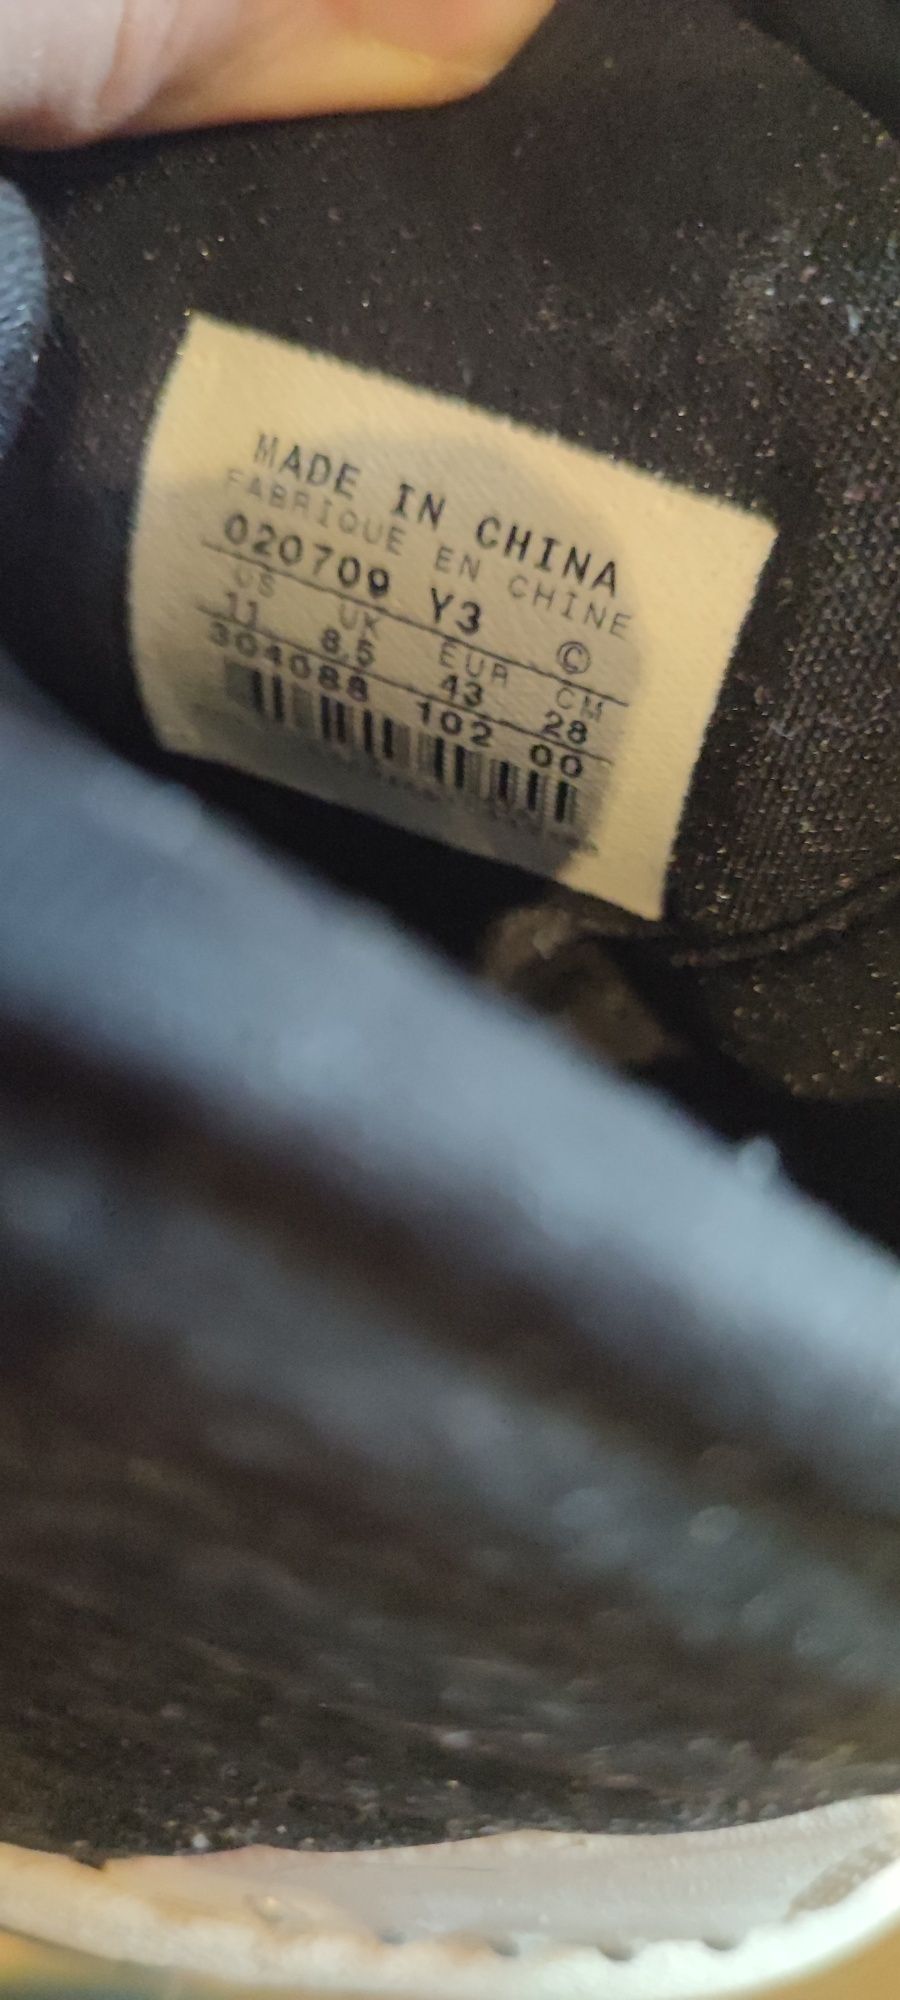 MADE IN CHINA
FABRIQUE EN CHINE
020709 Y3 ©
US UK EUR CM
11 8.5 43 28
304088 102 00